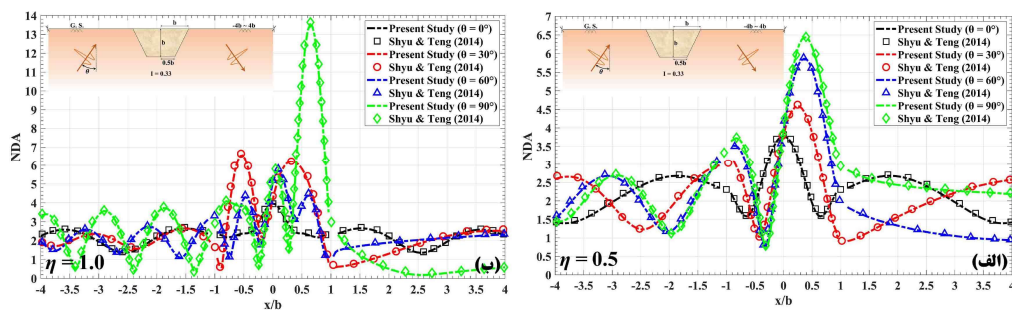 G. S.
b
-4b ~ 4b
b
0.5b
I = 0.33
θ
Present Study (θ = 0°)
Shyu & Teng (2014)
Present Study (θ = 30°)
Shyu & Teng (2014)
Present Study (θ = 60°)
Shyu & Teng (2014)
Present Study (θ = 90°)
Shyu & Teng (2014)
NDA
14
13
12
11
10
9
8
7
6
5
4
3
2
1
0
η = 1.0
(ب)
-4 -3.5 -3 -2.5 -2 -1.5 -1 -0.5 0 0.5 1 1.5 2 2.5 3 3.5 4
x/b
G. S.
b
-4b ~ 4b
b
0.5b
I = 0.33
θ
Present Study (θ = 0°)
Shyu & Teng (2014)
Present Study (θ = 30°)
Shyu & Teng (2014)
Present Study (θ = 60°)
Shyu & Teng (2014)
Present Study (θ = 90°)
Shyu & Teng (2014)
NDA
7
6.5
6
5.5
5
4.5
4
3.5
3
2.5
2
1.5
1
0.5
0
η = 0.5
(الف)
-4 -3.5 -3 -2.5 -2 -1.5 -1 -0.5 0 0.5 1 1.5 2 2.5 3 3.5 4
x/b